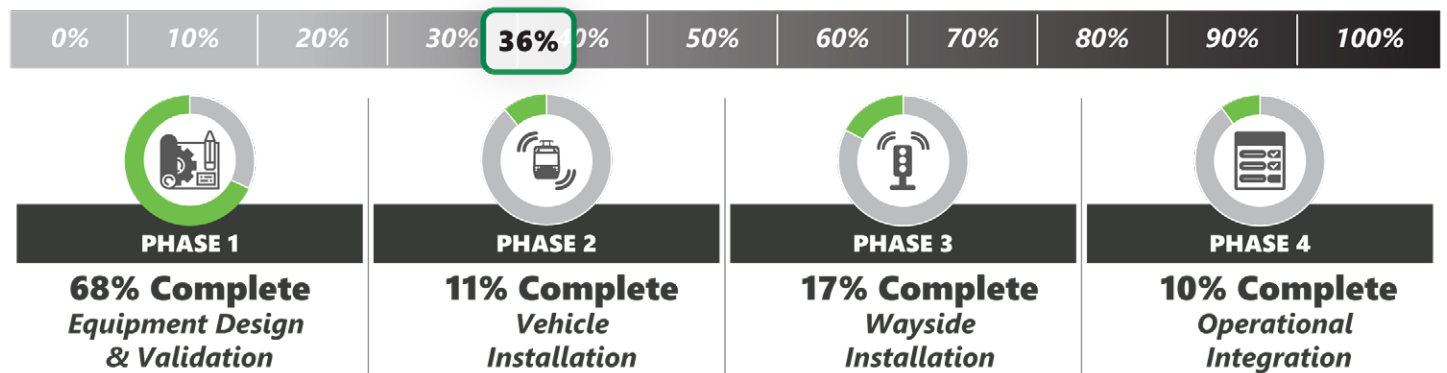 0% 10% 20% 30% 36% 0% 50% 60% 70% 80% 90% 100%
PHASE 1 PHASE 2 PHASE 3 PHASE 4
68% Complete 11% Complete 17% Complete 10% Complete
Equipment Design Vehicle Wayside Operational
& Validation Installation Installation Integration